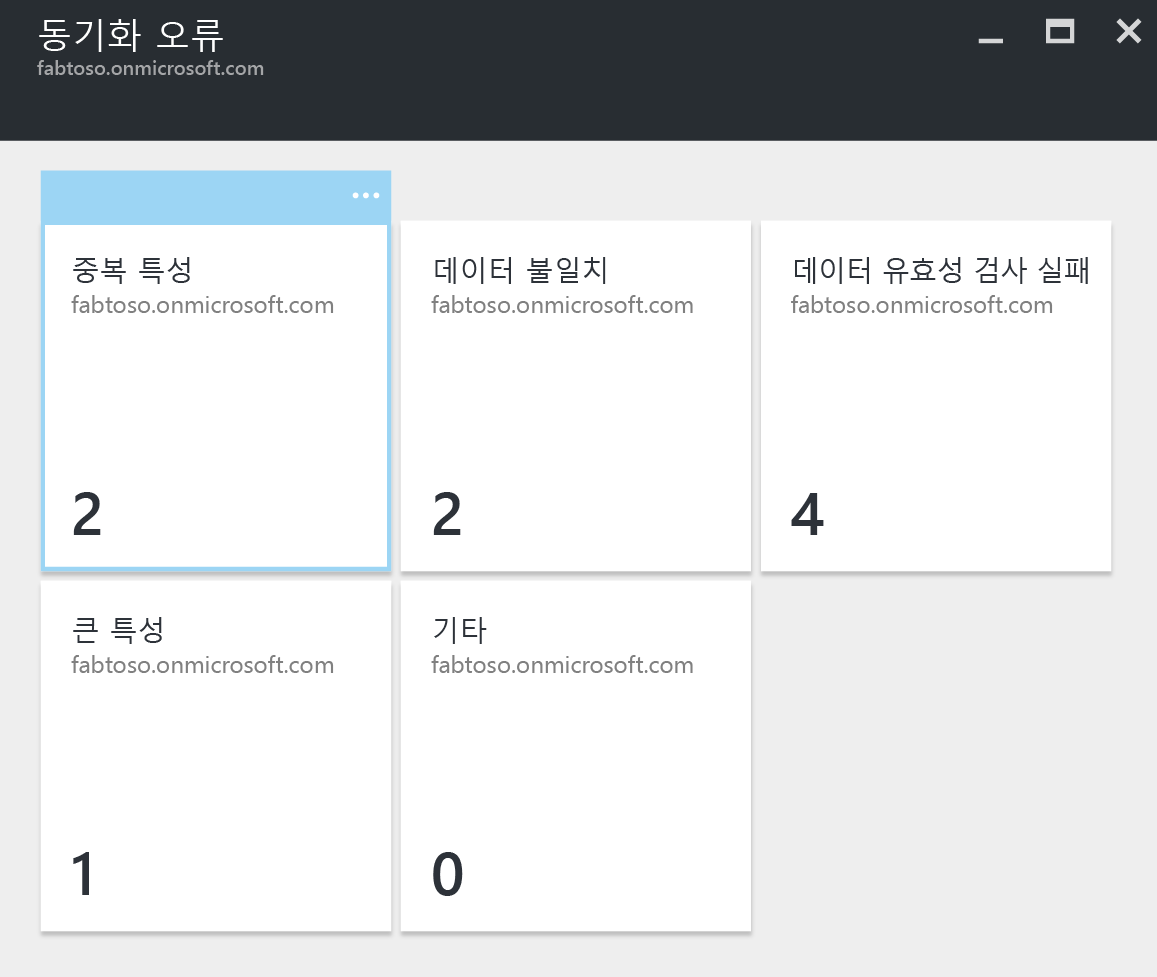 동기화 오류
fabtoso.onmicrosoft.com
중복 특성
fabtoso.onmicrosoft.com
2
데이터 불일치
fabtoso.onmicrosoft.com
2
데이터 유효성 검사 실패
fabtoso.onmicrosoft.com
4
큰 특성
fabtoso.onmicrosoft.com
1
기타
fabtoso.onmicrosoft.com
0